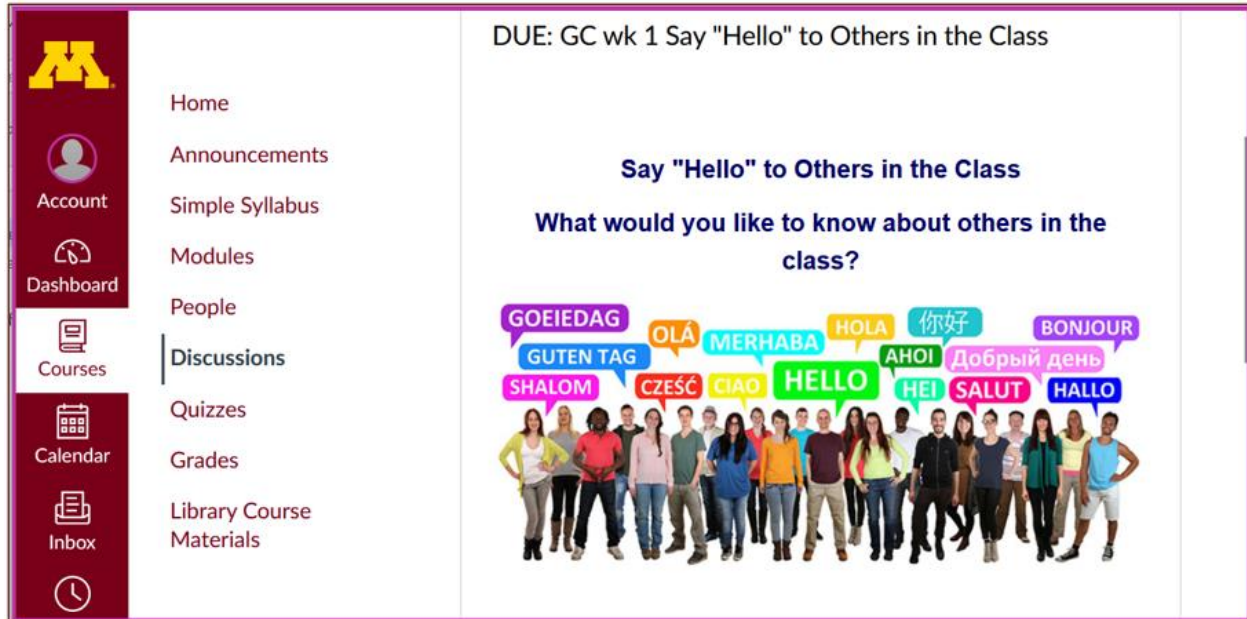 M
Account
Dashboard
Courses
Calendar
Inbox
Home
Announcements
Simple Syllabus
Modules
People
Discussions
Quizzes
Grades
Library Course
Materials
DUE: GC wk 1 Say "Hello" to Others in the Class
Say "Hello" to Others in the Class
What would you like to know about others in the
class?
GOEIEDAG
OLÁ
MERHABA
HOLA
你好
BONJOUR
GUTEN TAG
AHOI
Добрый день
SHALOM
CZEŚĆ
CIAO
HELLO
HEI
SALUT
HALLO